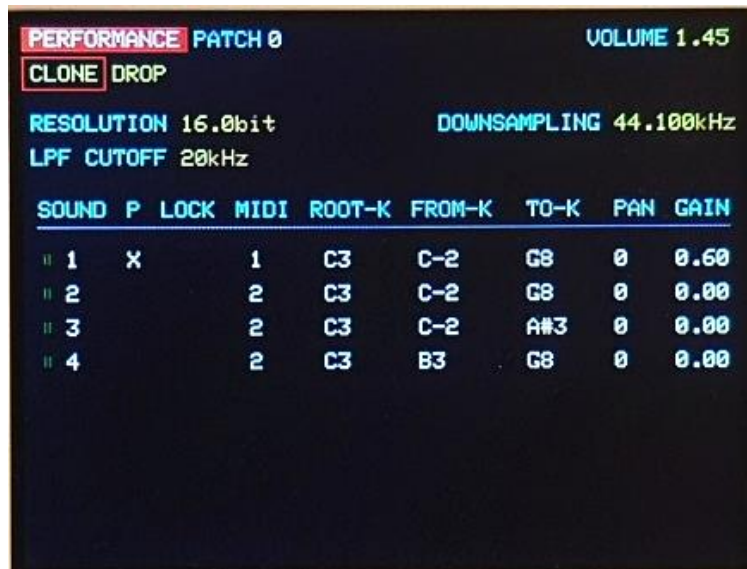 PERFORMANCE PATCH 0 VOLUME 1.45
CLONE DROP
RESOLUTION 16.0bit DOWNSAMPLING 44.100kHz
LPF CUTOFF 20kHz
SOUND P LOCK MIDI ROOT-K FROM-K TO-K PAN GAIN
1 X 1 C3 C-2 G8 0 0.60
2 2 C3 C-2 G8 0 0.00
3 2 C3 C-2 A#3 0 0.00
4 2 C3 B3 G8 0 0.00